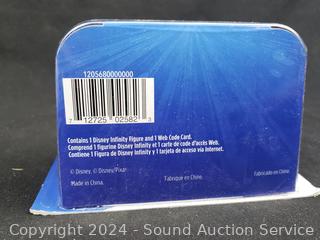 1205680000000
7 12725 02582 3
Contains 1 Disney Infinity Figure and 1 Web Code Card.
Comprend 1 figurine Disney Infinity et 1 carte de code d'accès Web.
Contiene 1 Figura de Disney Infinity y 1 tarjeta de acceso vía Internet.
© Disney, © Disney/Pixar
Made in China. Fabriqué en Chine. Fabricado en China.
Copyright © 2024 - Sound Auction Service